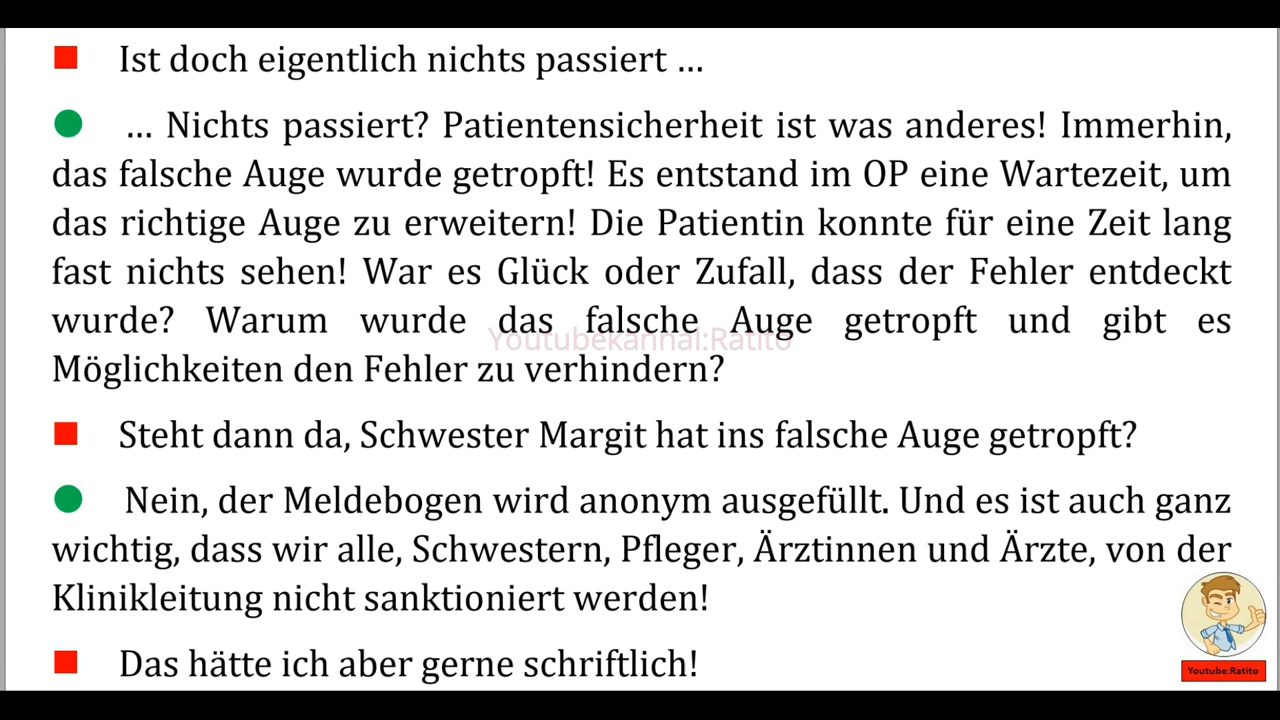 Ist doch eigentlich nichts passiert ...
... Nichts passiert? Patientensicherheit ist was anderes! Immerhin,
das falsche Auge wurde getropft! Es entstand im OP eine Wartezeit, um
das richtige Auge zu erweitern! Die Patientin konnte für eine Zeit lang
fast nichts sehen! War es Glück oder Zufall, dass der Fehler entdeckt
wurde? Warum wurde das falsche Auge getropft und gibt es
Youtubekannal:Ratito
Möglichkeiten den Fehler zu verhindern?
Steht dann da, Schwester Margit hat ins falsche Auge getropft?
Nein, der Meldebogen wird anonym ausgefüllt. Und es ist auch ganz
wichtig, dass wir alle, Schwestern, Pfleger, Ärztinnen und Ärzte, von der
Klinikleitung nicht sanktioniert werden!
Das hätte ich aber gerne schriftlich!
Youtube:Ratito